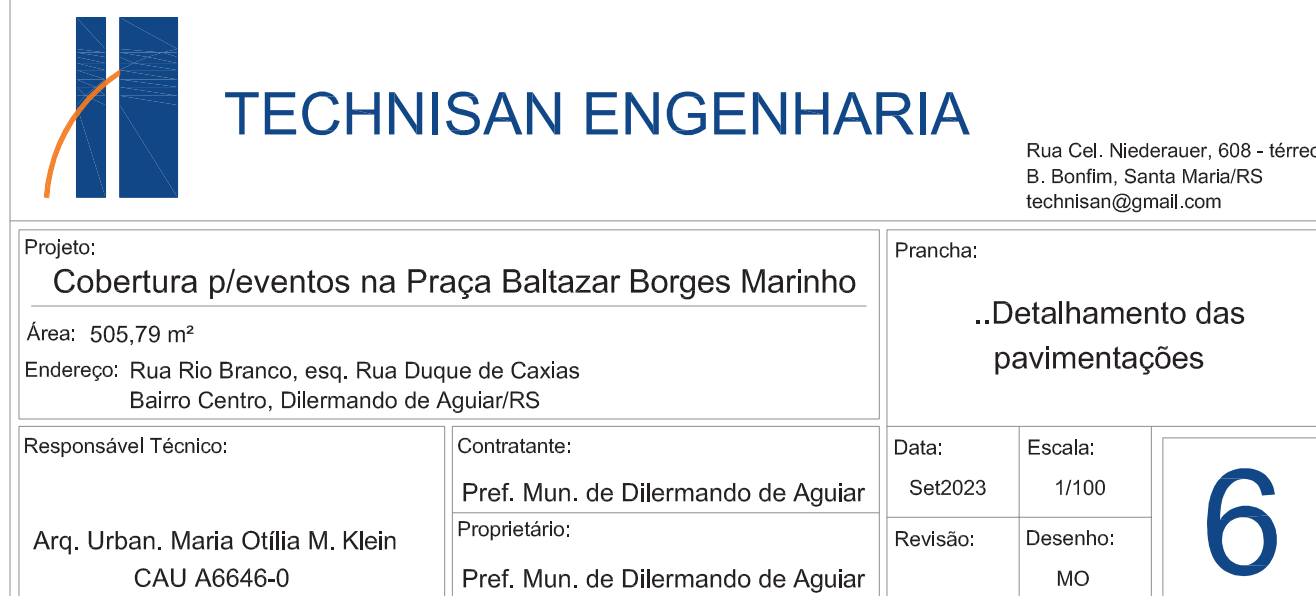 TECHNISAN ENGENHARIA
Rua Cel. Niederauer, 608 - térreo
B. Bonfim, Santa Maria/RS
technisan@gmail.com
Projeto:
Cobertura p/eventos na Praça Baltazar Borges Marinho
Área: 505,79 m²
Endereço: Rua Rio Branco, esq. Rua Duque de Caxias
Bairro Centro, Dilermando de Aguiar/RS
Prancha:
..Detalhamento das
pavimentações
Responsável Técnico:
Arq. Urban. Maria Otília M. Klein
CAU A6646-0
Contratante:
Pref. Mun. de Dilermando de Aguiar
Proprietário:
Pref. Mun. de Dilermando de Aguiar
Data:
Set2023
Escala:
1/100
Revisão:
Desenho:
MO
6